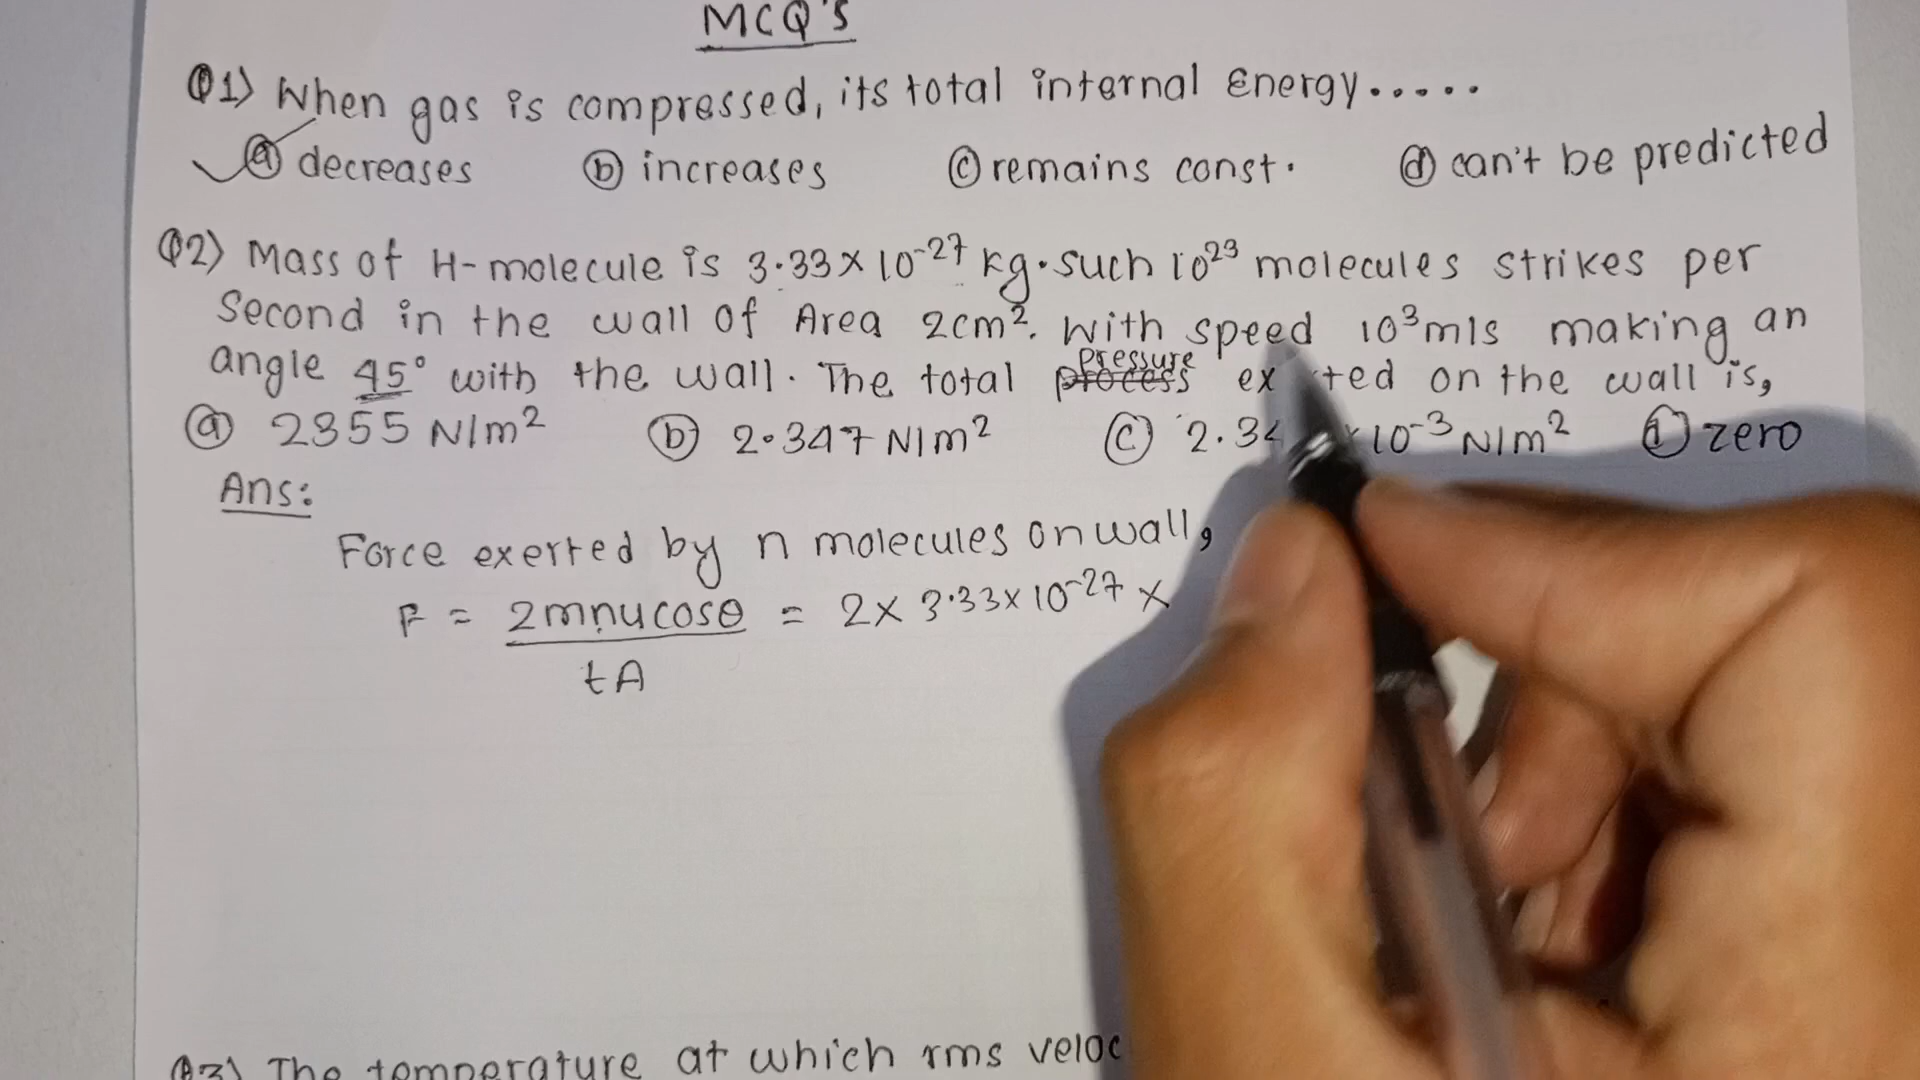 MCQ's
Q1) When gas is compressed, its total internal Energy.....
ⓐ decreases ⓑ increases ⓒ remains const. ⓓ can't be predicted
Q2) Mass of H-molecule is 3.33×10⁻²⁷ kg. such 10²³ molecules strikes per
Second in the wall of Area 2cm². with speed 10³m/s making an
angle 45° with the wall. The total pressure ex ted on the wall is,
ⓐ 2355 N/m² ⓑ 2.347 N/m² ⓒ 2.34 ×10⁻³ N/m² ⓓ zero
Ans:
Force exerted by n molecules on wall,
F = 2mnucosθ = 2× 3.33×10⁻²⁷ ×
tA
Q3) The temperature at which rms veloc